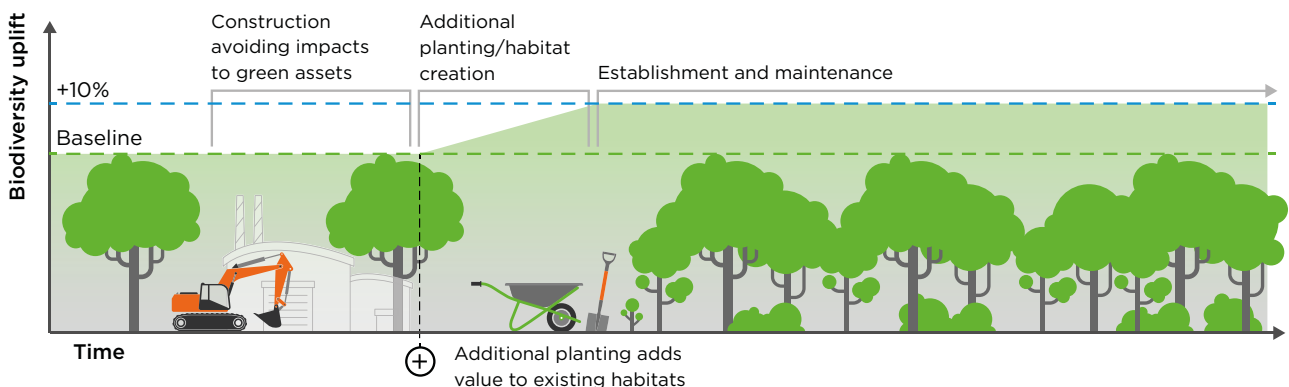 Biodiversity uplift
Construction
avoiding impacts
to green assets
Additional
planting/habitat
creation
Establishment and maintenance
+10%
Baseline
Time
Additional planting adds
value to existing habitats